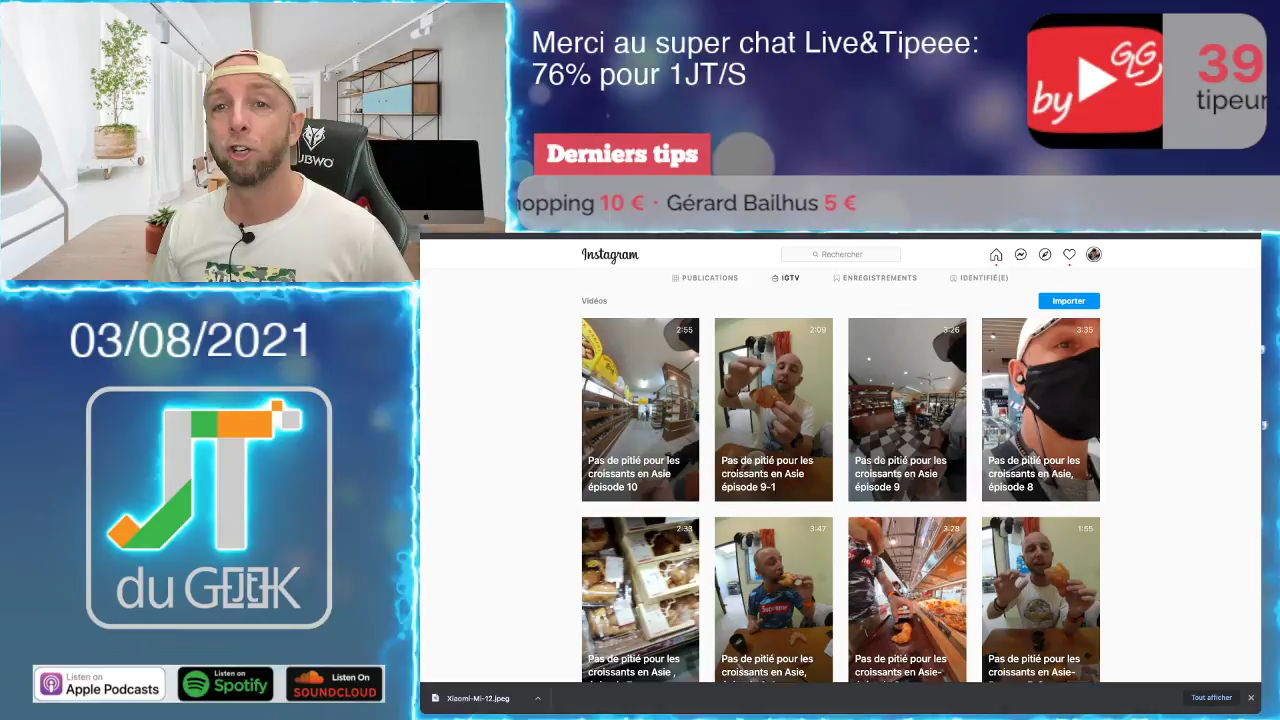 Merci au super chat Live&Tipeee:
76% pour 1JT/S
by GG
39
tipeur
Derniers tips
hopping 10 € · Gérard Bailhus 5 €
03/08/2021
JT
du GEEK
Listen on
Apple Podcasts
Listen on
Spotify
Listen On
SOUNDCLOUD
Instagram
Rechercher
PUBLICATIONS
IGTV
ENREGISTREMENTS
IDENTIFIÉ(E)
Vidéos
Importer
2:55
Pas de pitié pour les
croissants en Asie
épisode 10
2:09
Pas de pitié pour les
croissants en Asie
épisode 9-1
3:26
Pas de pitié pour les
croissants en Asie
épisode 9
3:35
Pas de pitié pour les
croissants en Asie,
épisode 8
2:33
Pas de pitié pour les
croissants en Asie ,
3:47
Supreme
Pas de pitié pour les
croissants en Asie,
3:28
Pas de pitié pour les
croissants en Asie-
1:55
Pas de pitié pour les
croissants en Asie-
Xiaomi-Mi-12.jpeg
Tout afficher